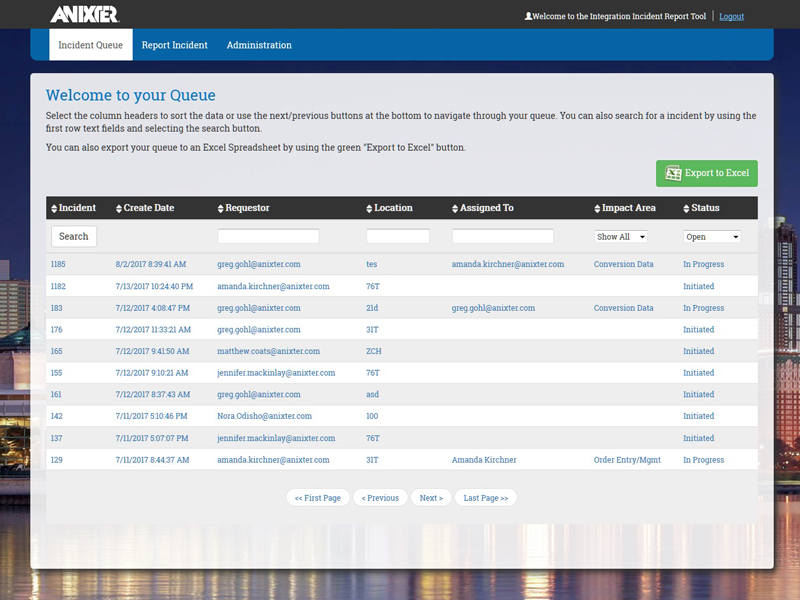 ANIXTER
Welcome to the Integration Incident Report Tool | Logout
Incident Queue Report Incident Administration
Welcome to your Queue
Select the column headers to sort the data or use the next/previous buttons at the bottom to navigate through your queue. You can also search for a incident by using the
first row text fields and selecting the search button.
You can also export your queue to an Excel Spreadsheet by using the green "Export to Excel" button.
Export to Excel
Incident Create Date Requestor Location Assigned To Impact Area Status
Search Show All Open
1185 8/2/2017 8:39:41 AM greg.gohl@anixter.com tes amanda.kirchner@anixter.com Conversion Data In Progress
1182 7/13/2017 10:24:40 PM amanda.kirchner@anixter.com 76T Initiated
183 7/12/2017 4:08:47 PM greg.gohl@anixter.com 21d greg.gohl@anixter.com Conversion Data In Progress
176 7/12/2017 11:33:21 AM greg.gohl@anixter.com 31T Initiated
165 7/12/2017 9:41:50 AM matthew.coats@anixter.com ZCH Initiated
155 7/12/2017 9:10:21 AM jennifer.mackinlay@anixter.com 76T Initiated
161 7/12/2017 8:37:43 AM greg.gohl@anixter.com asd Initiated
142 7/11/2017 5:10:46 PM Nora.Odisho@anixter.com 100 Initiated
137 7/11/2017 5:07:07 PM jennifer.mackinlay@anixter.com 76T Initiated
129 7/11/2017 8:44:37 AM amanda.kirchner@anixter.com 31T Amanda Kirchner Order Entry/Mgmt In Progress
<< First Page < Previous Next > Last Page >>